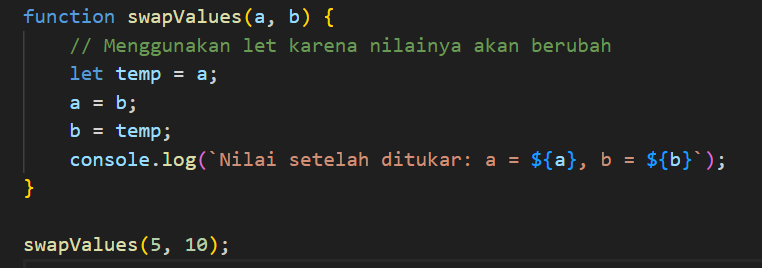 function swapValues(a, b) {
    // Menggunakan let karena nilainya akan berubah
    let temp = a;
    a = b;
    b = temp;
    console.log(`Nilai setelah ditukar: a = ${a}, b = ${b}`);
}

swapValues(5, 10);